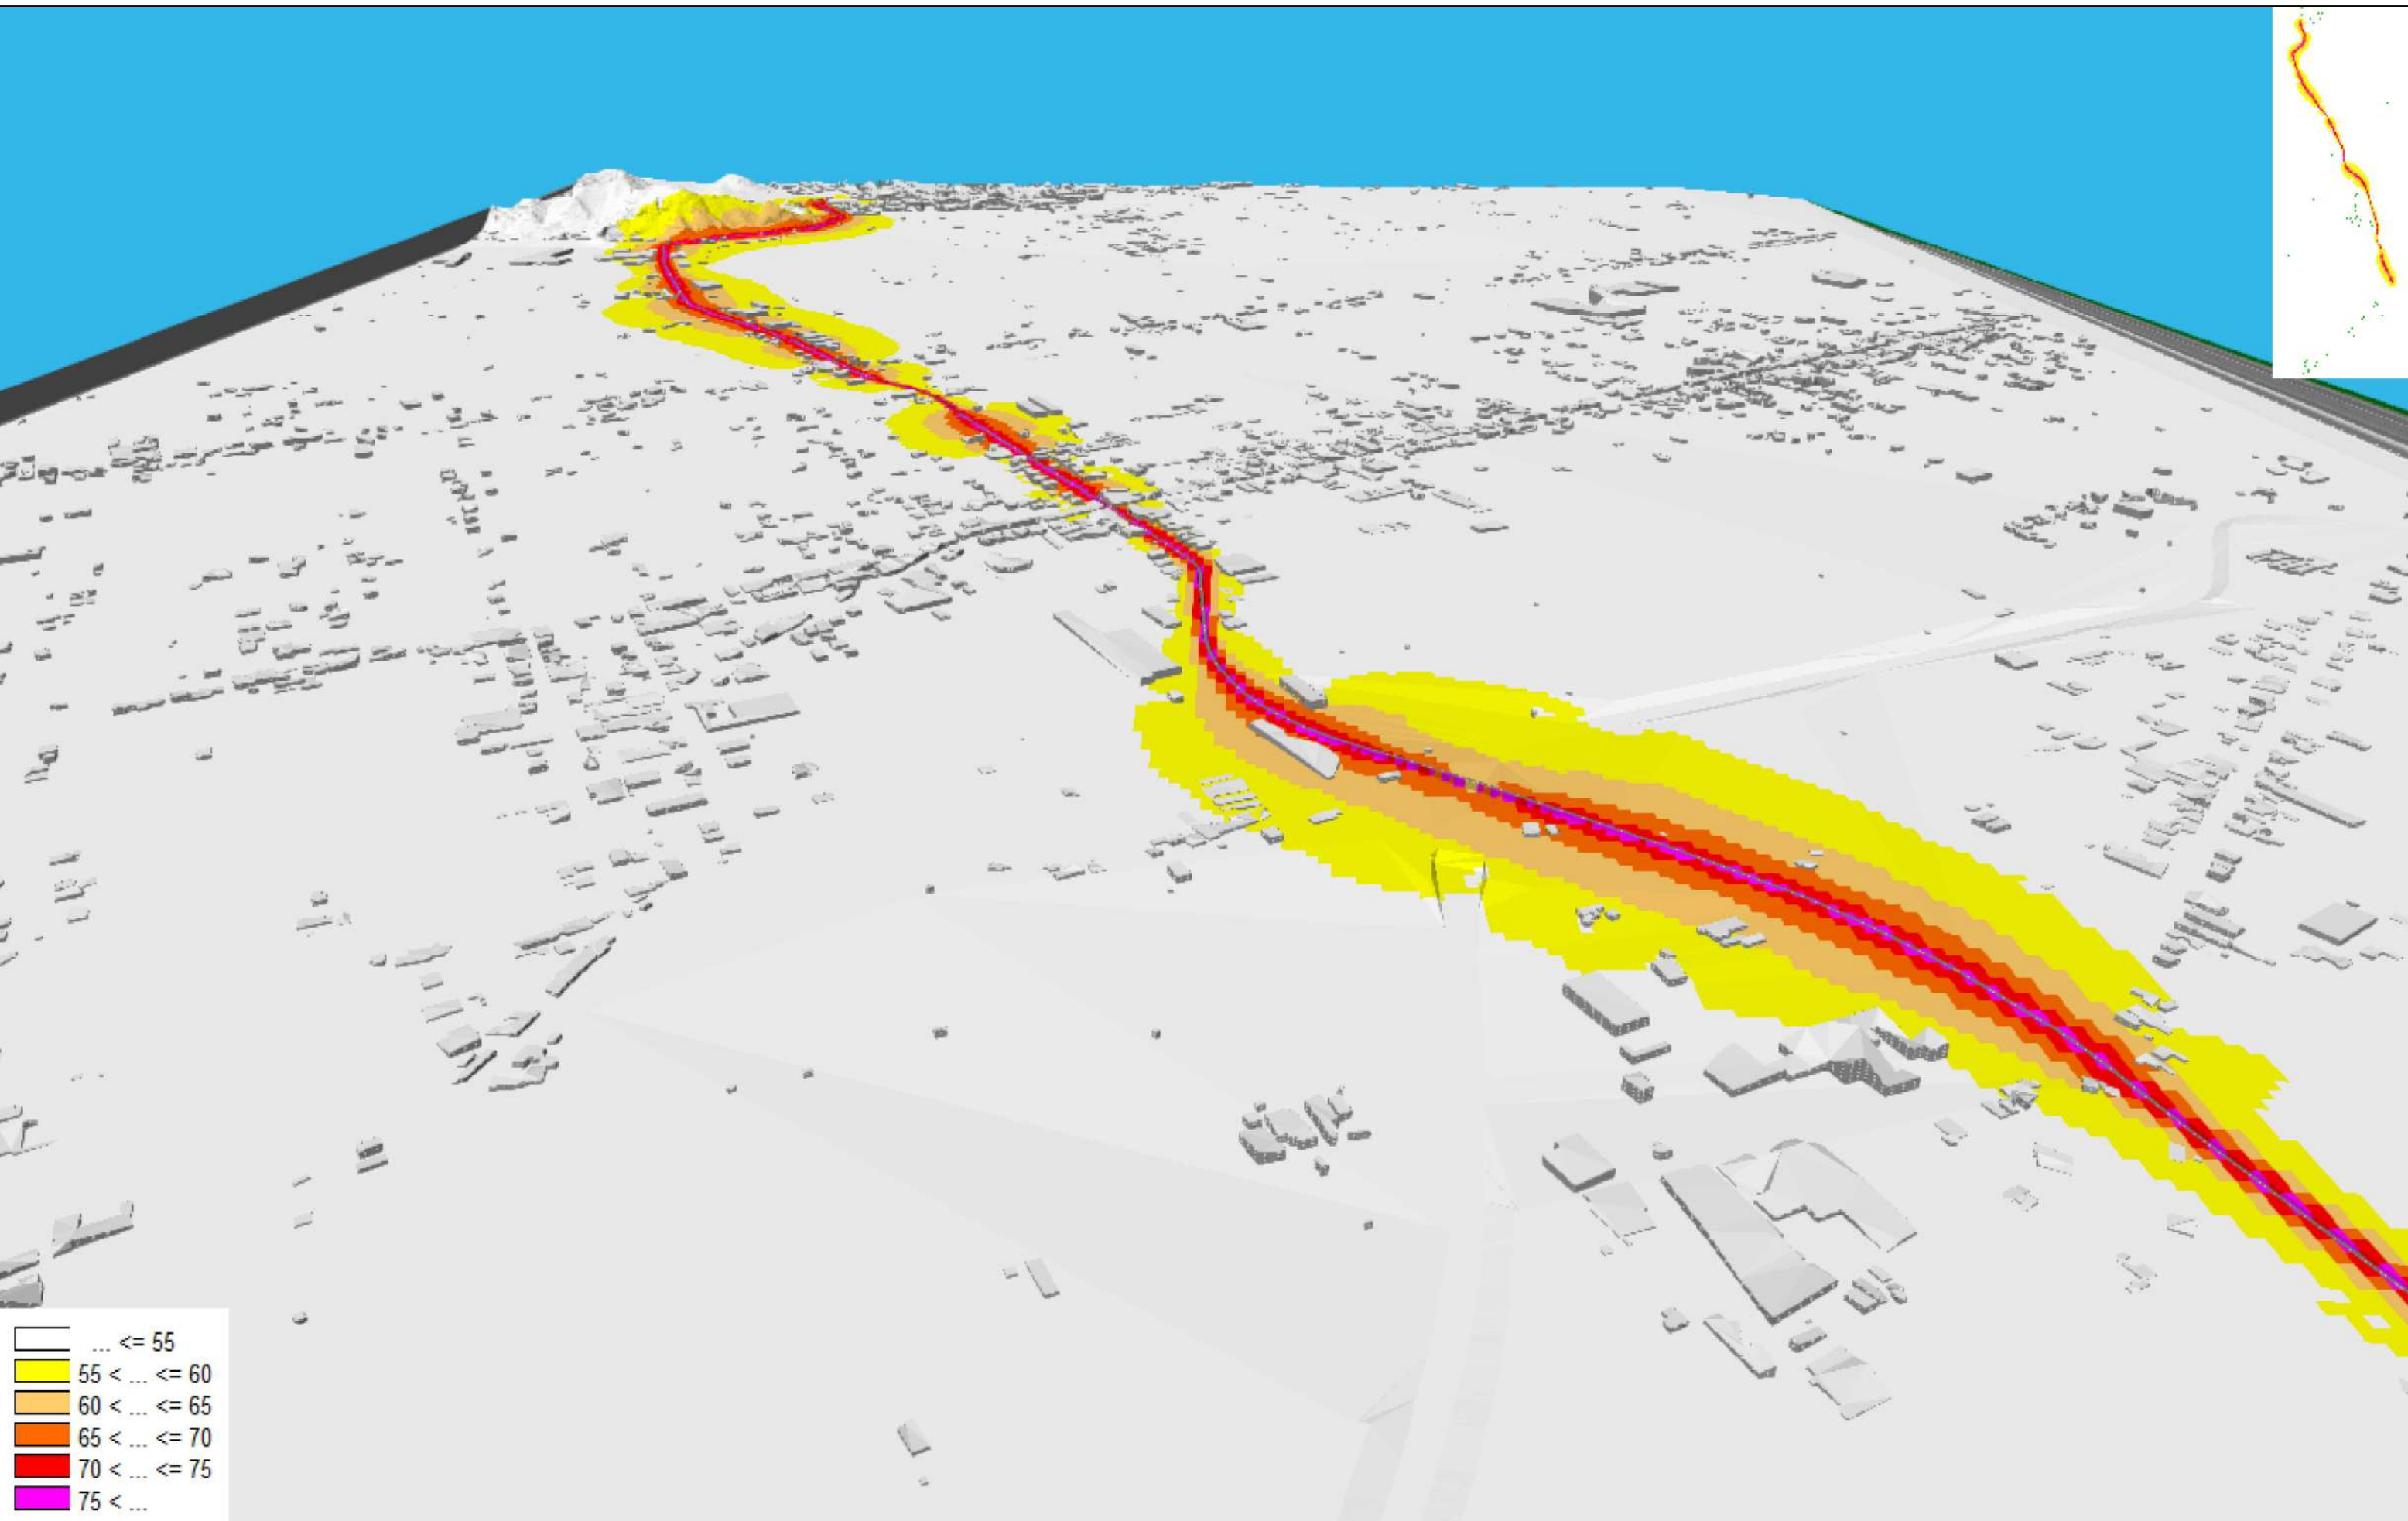 ... <= 55
55 < ... <= 60
60 < ... <= 65
65 < ... <= 70
70 < ... <= 75
75 < ...